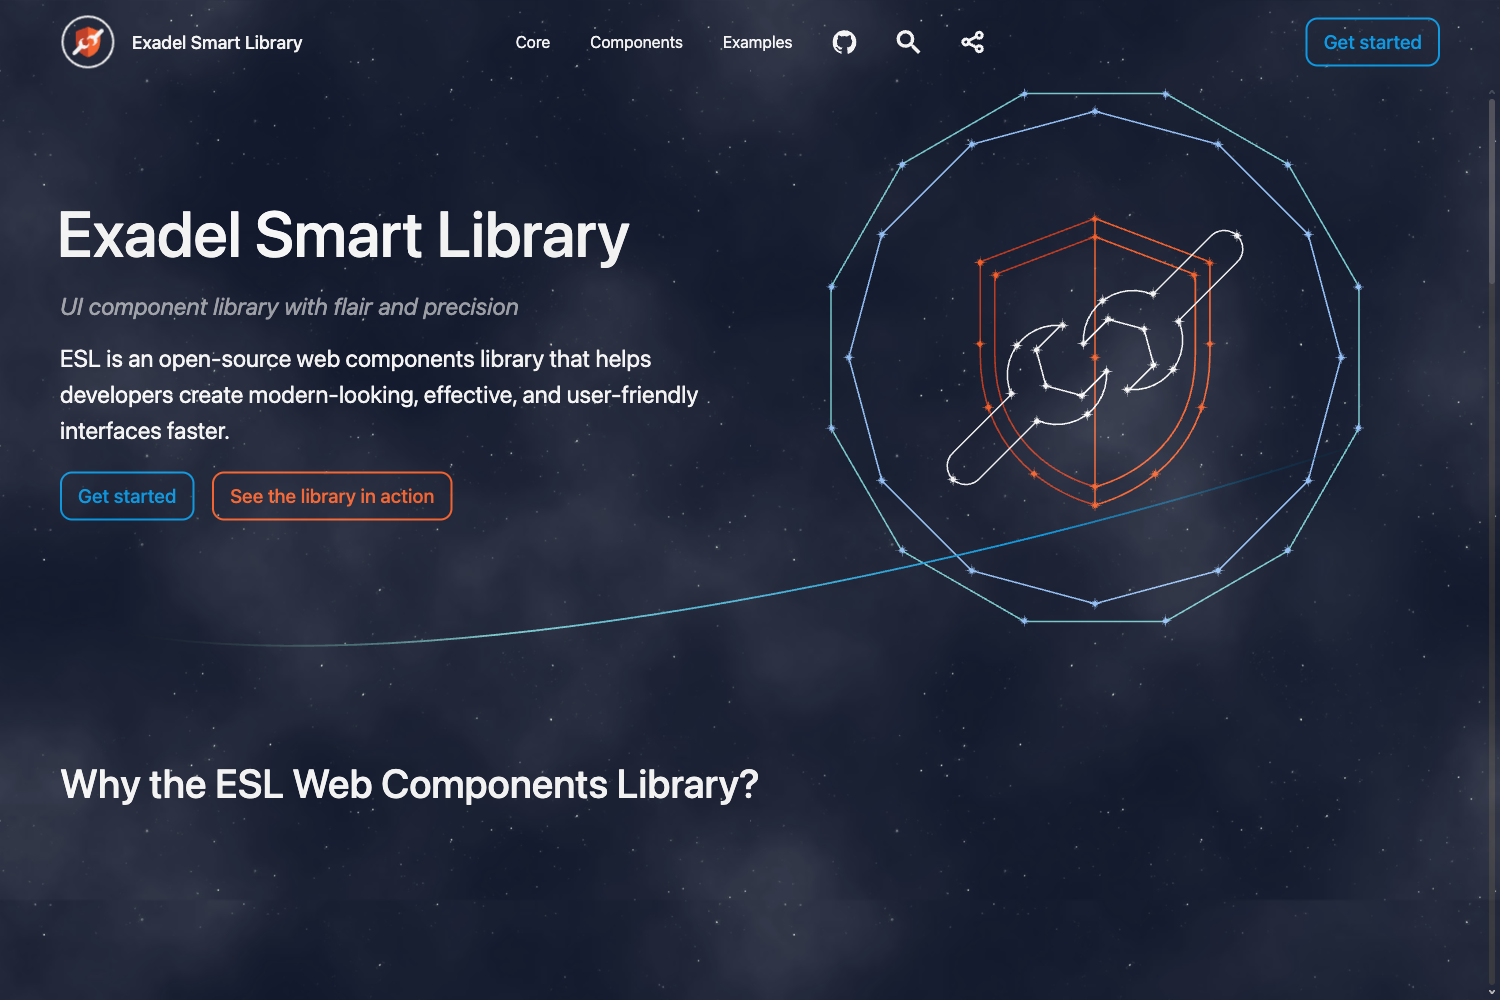 Exadel Smart Library
Core
Components
Examples
Get started
Exadel Smart Library
UI component library with flair and precision
ESL is an open-source web components library that helps
developers create modern-looking, effective, and user-friendly
interfaces faster.
Get started
See the library in action
Why the ESL Web Components Library?